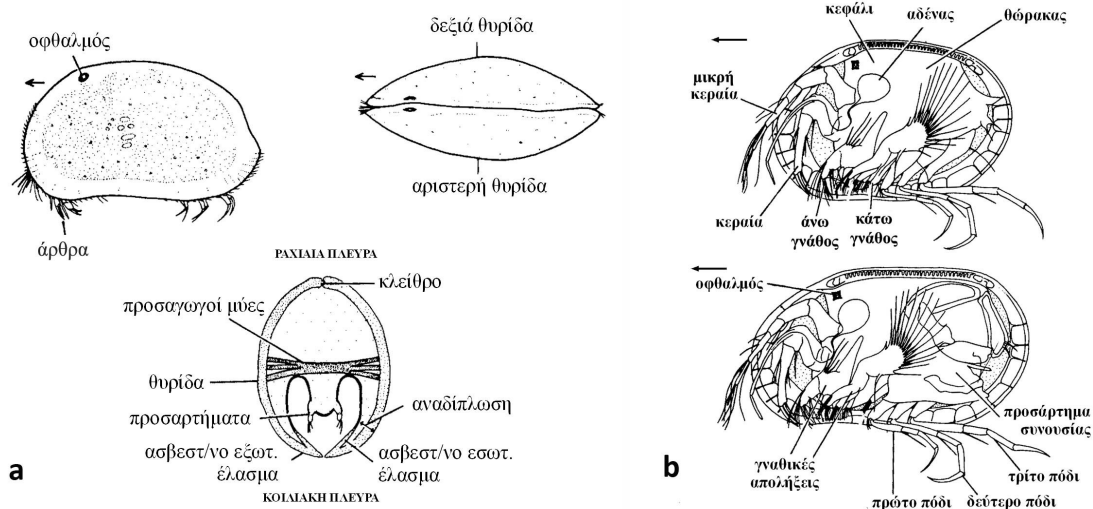 οφθαλμός
άρθρα
δεξιά θυρίδα
αριστερή θυρίδα
ΡΑΧΙΑΙΑ ΠΛΕΥΡΑ
κλείθρο
προσαγωγοί μύες
θυρίδα
προσαρτήματα
αναδίπλωση
ασβεστ/νο εξωτ.
έλασμα
ασβεστ/νο εσωτ.
έλασμα
ΚΟΙΛΙΑΚΗ ΠΛΕΥΡΑ
a
κεφάλι
αδένας
θώρακας
μικρή
κεραία
κεραία
άνω
γνάθος
κάτω
γνάθος
οφθαλμός
προσάρτημα
συνουσίας
γναθικές
απολήξεις
πρώτο πόδι
δεύτερο πόδι
τρίτο πόδι
b